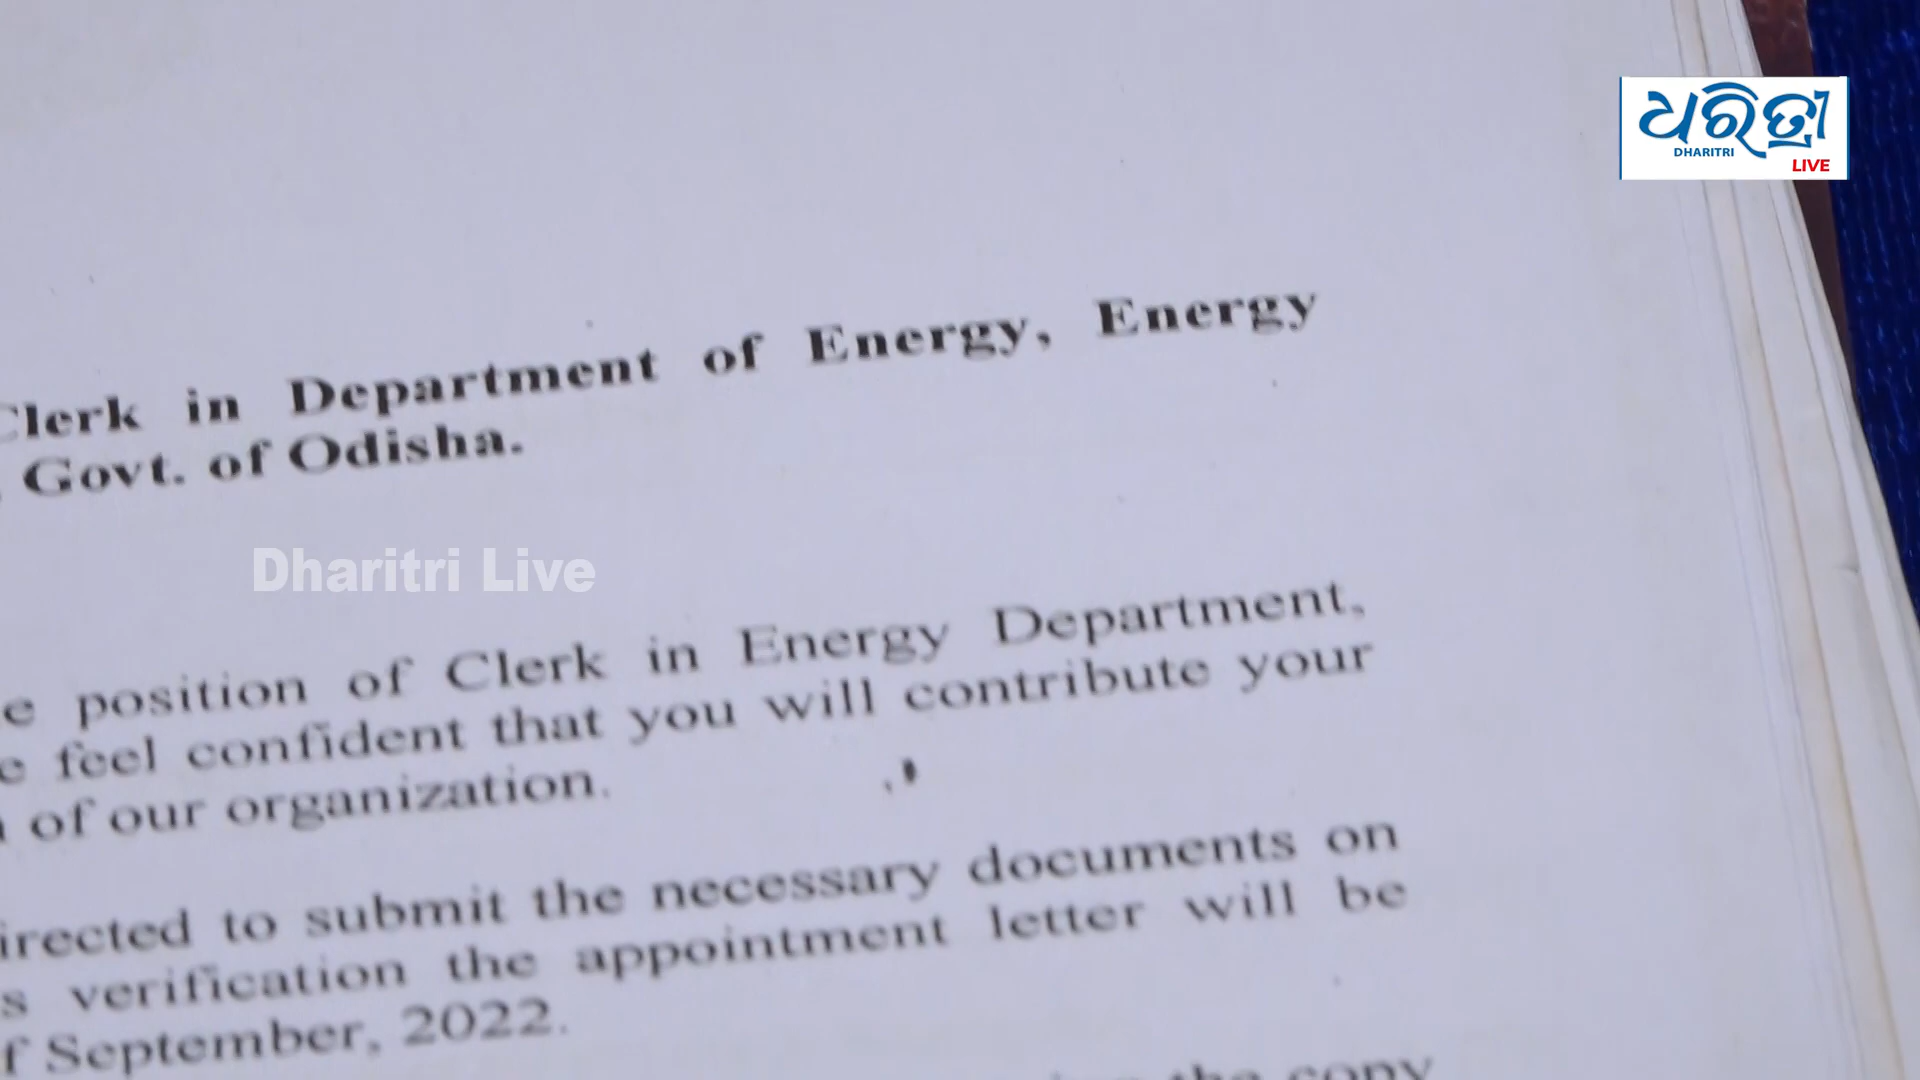 ଧରିତ୍ରୀ
DHARITRI
LIVE
Clerk in Department of Energy, Energy
Govt. of Odisha.
Dharitri Live
position of Clerk in Energy Department,
feel confident that you will contribute your
of our organization.
irected to submit the necessary documents on
verification the appointment letter will be
f September, 2022.
the copy